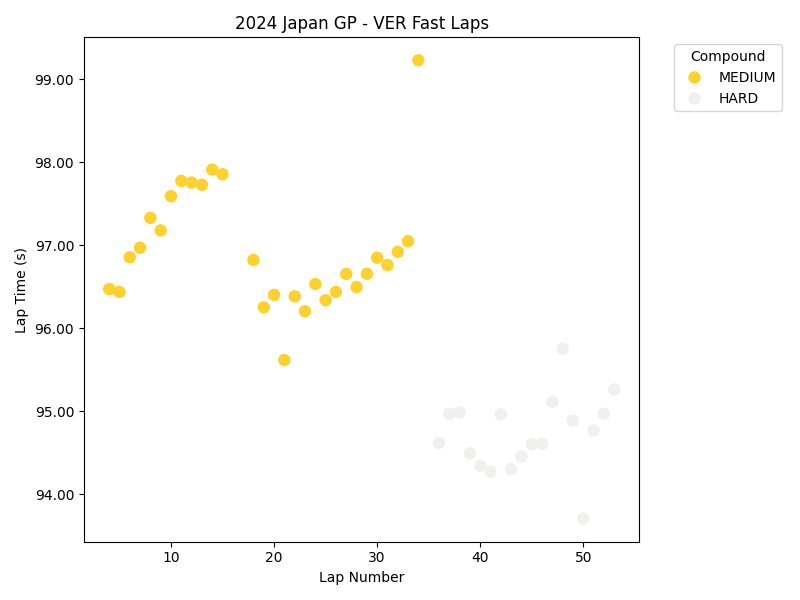 2024 Japan GP - VER Fast Laps
Compound
MEDIUM
HARD
99.00
98.00
97.00
96.00
95.00
94.00
Lap Time (s)
10
20
30
40
50
Lap Number